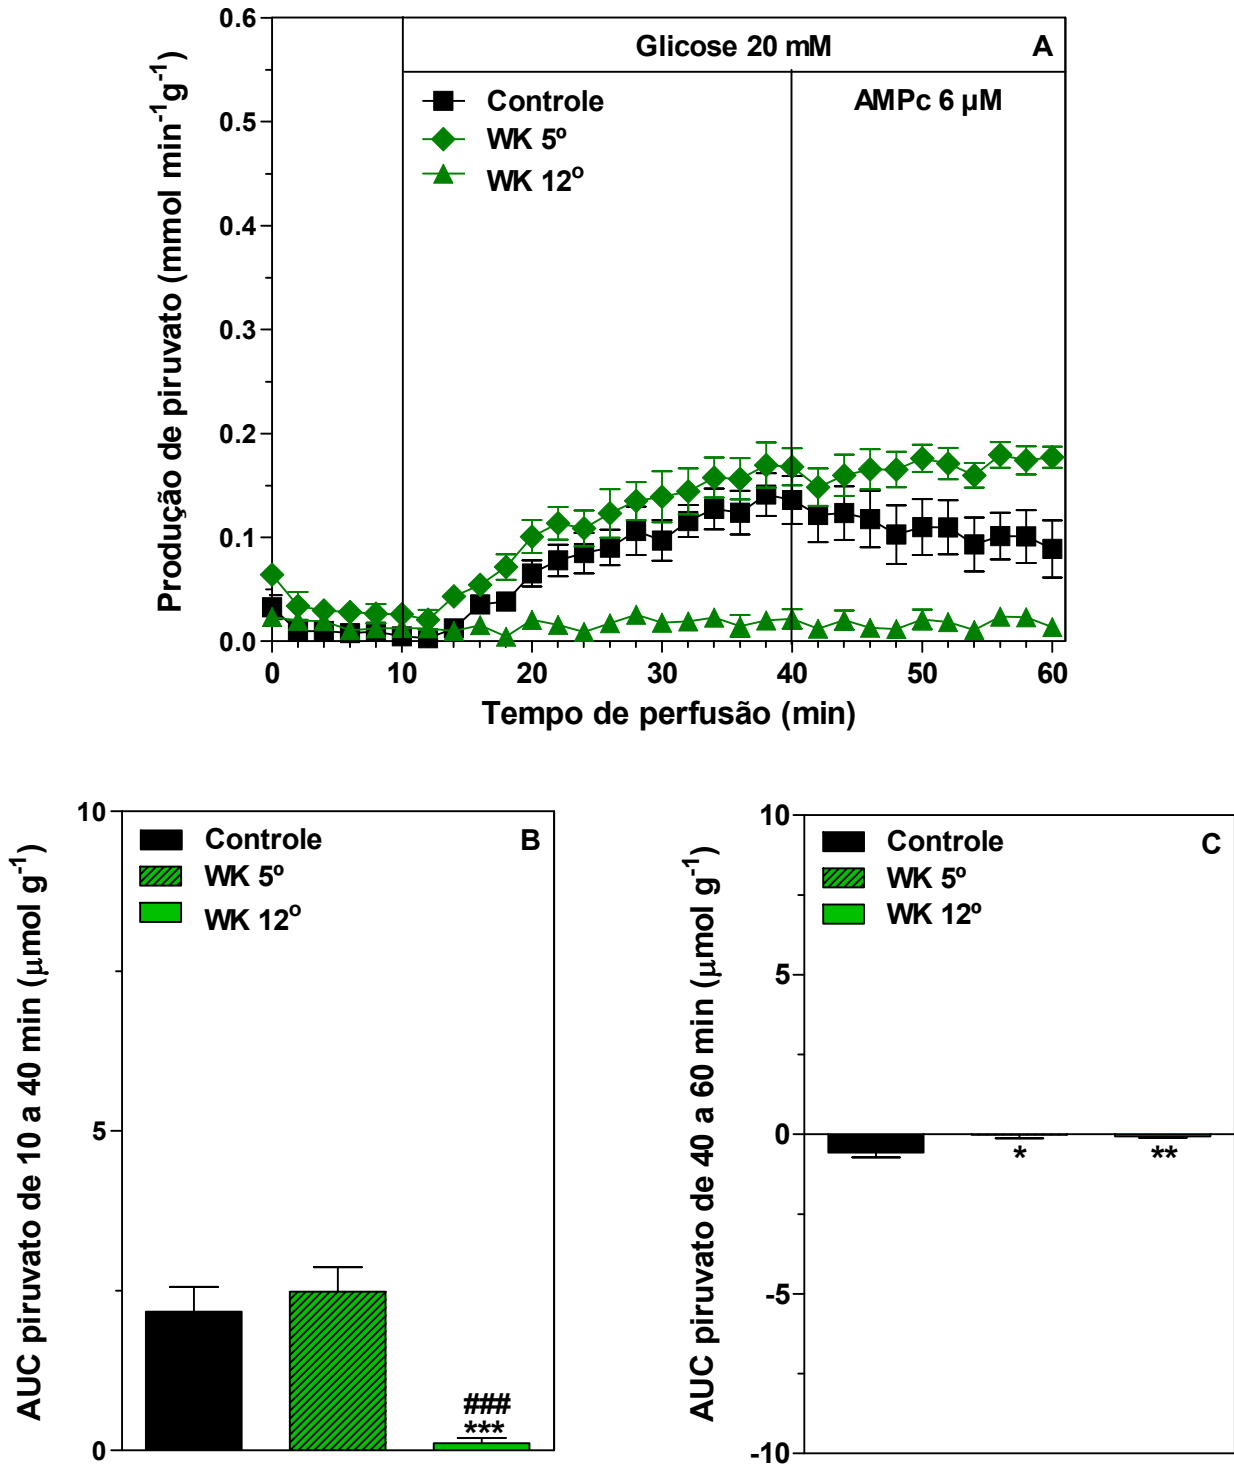 Produção de piruvato (mmol min⁻¹g⁻¹)
0.6
0.5
0.4
0.3
0.2
0.1
0.0
Glicose 20 mM
A
AMPc 6 µM
Controle
WK 5º
WK 12º
0 10 20 30 40 50 60
Tempo de perfusão (min)
AUC piruvato de 10 a 40 min (µmol g⁻¹)
10
5
0
Controle
B
WK 5º
WK 12º
###
***
AUC piruvato de 40 a 60 min (µmol g⁻¹)
10
5
0
-5
-10
Controle
C
WK 5º
WK 12º
* **